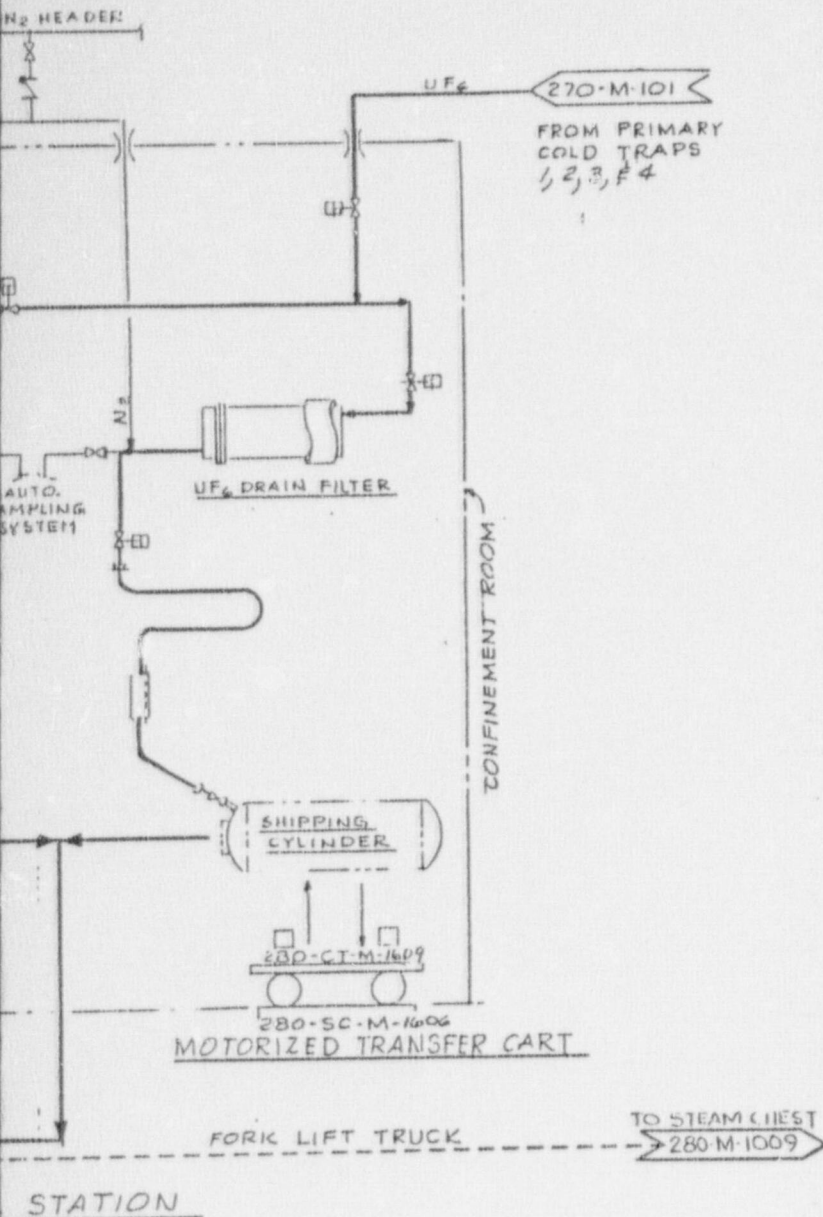 N2 HEADER
UF6
270-M-101
FROM PRIMARY
COLD TRAPS
1, 2, 3, & 4
N2
UF6 DRAIN FILTER
AUTO.
AMPLING
SYSTEM
CONFINEMENT ROOM
SHIPPING
CYLINDER
280-CT-M-1609
280-SC-M-1606
MOTORIZED TRANSFER CART
FORK LIFT TRUCK
TO STEAM CHEST
280-M-1009
STATION